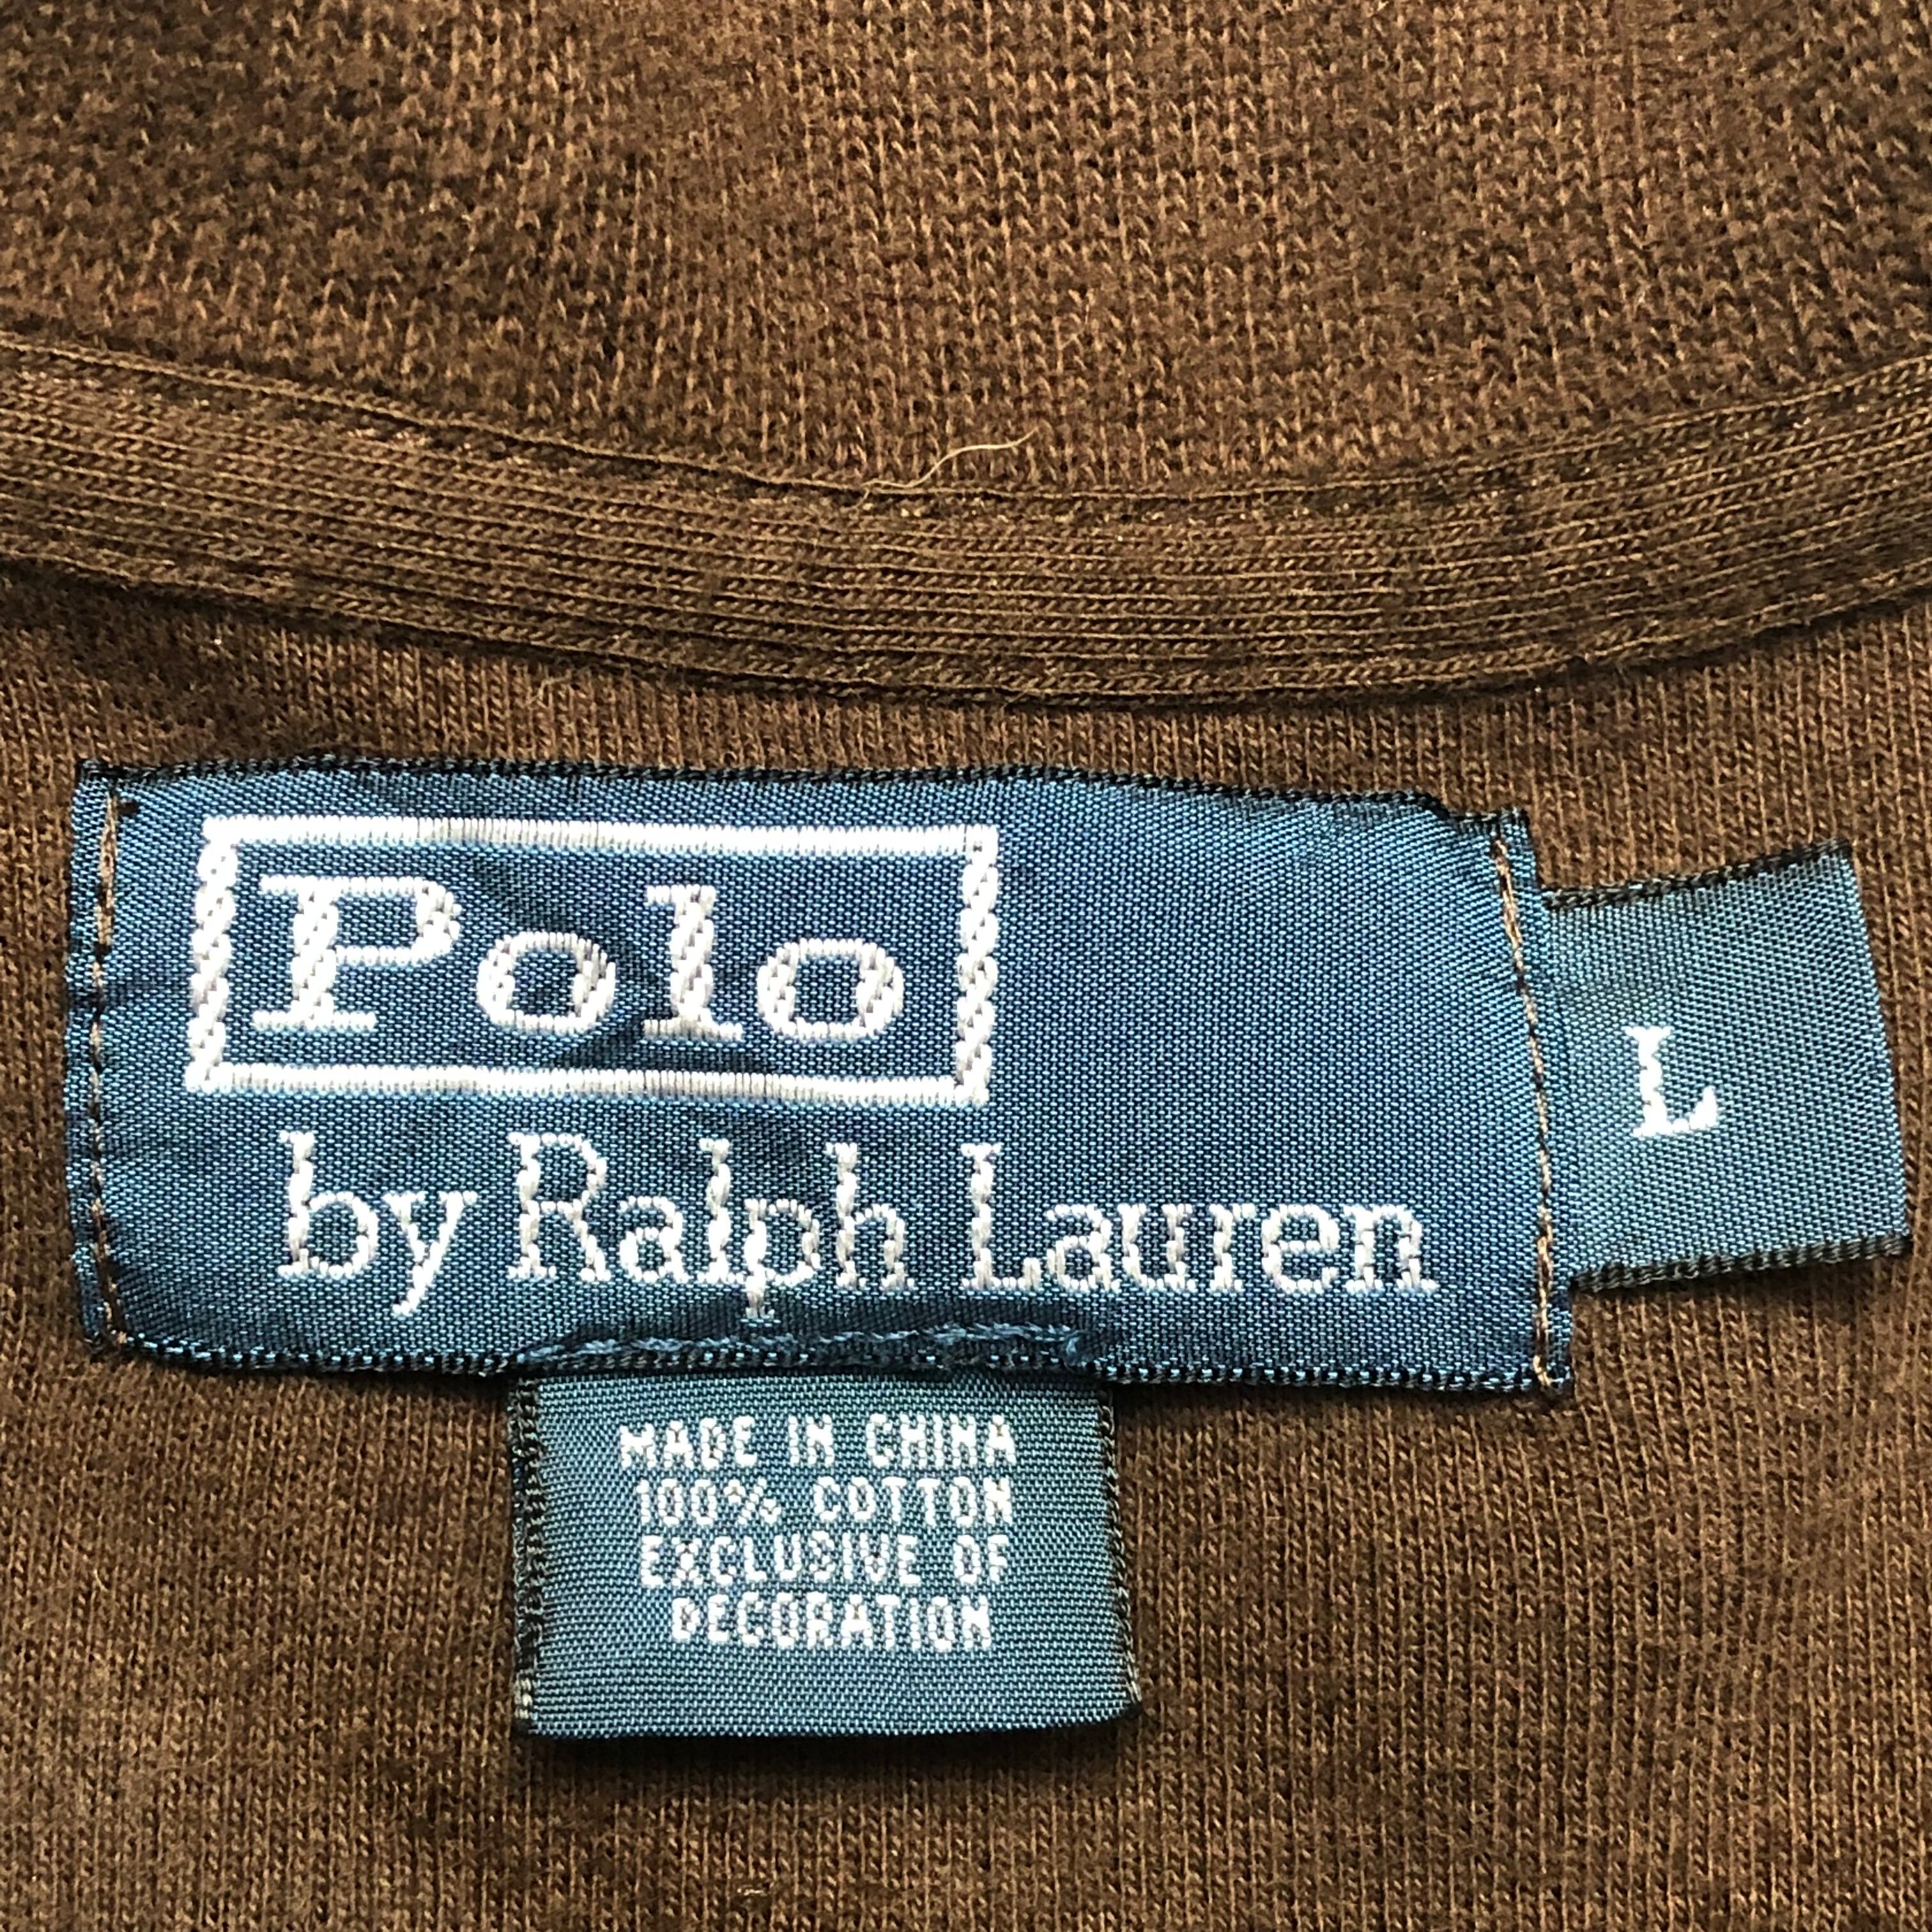 Polo
by Ralph Lauren
L
MADE IN CHINA
100% COTTON
EXCLUSIVE OF
DECORATION